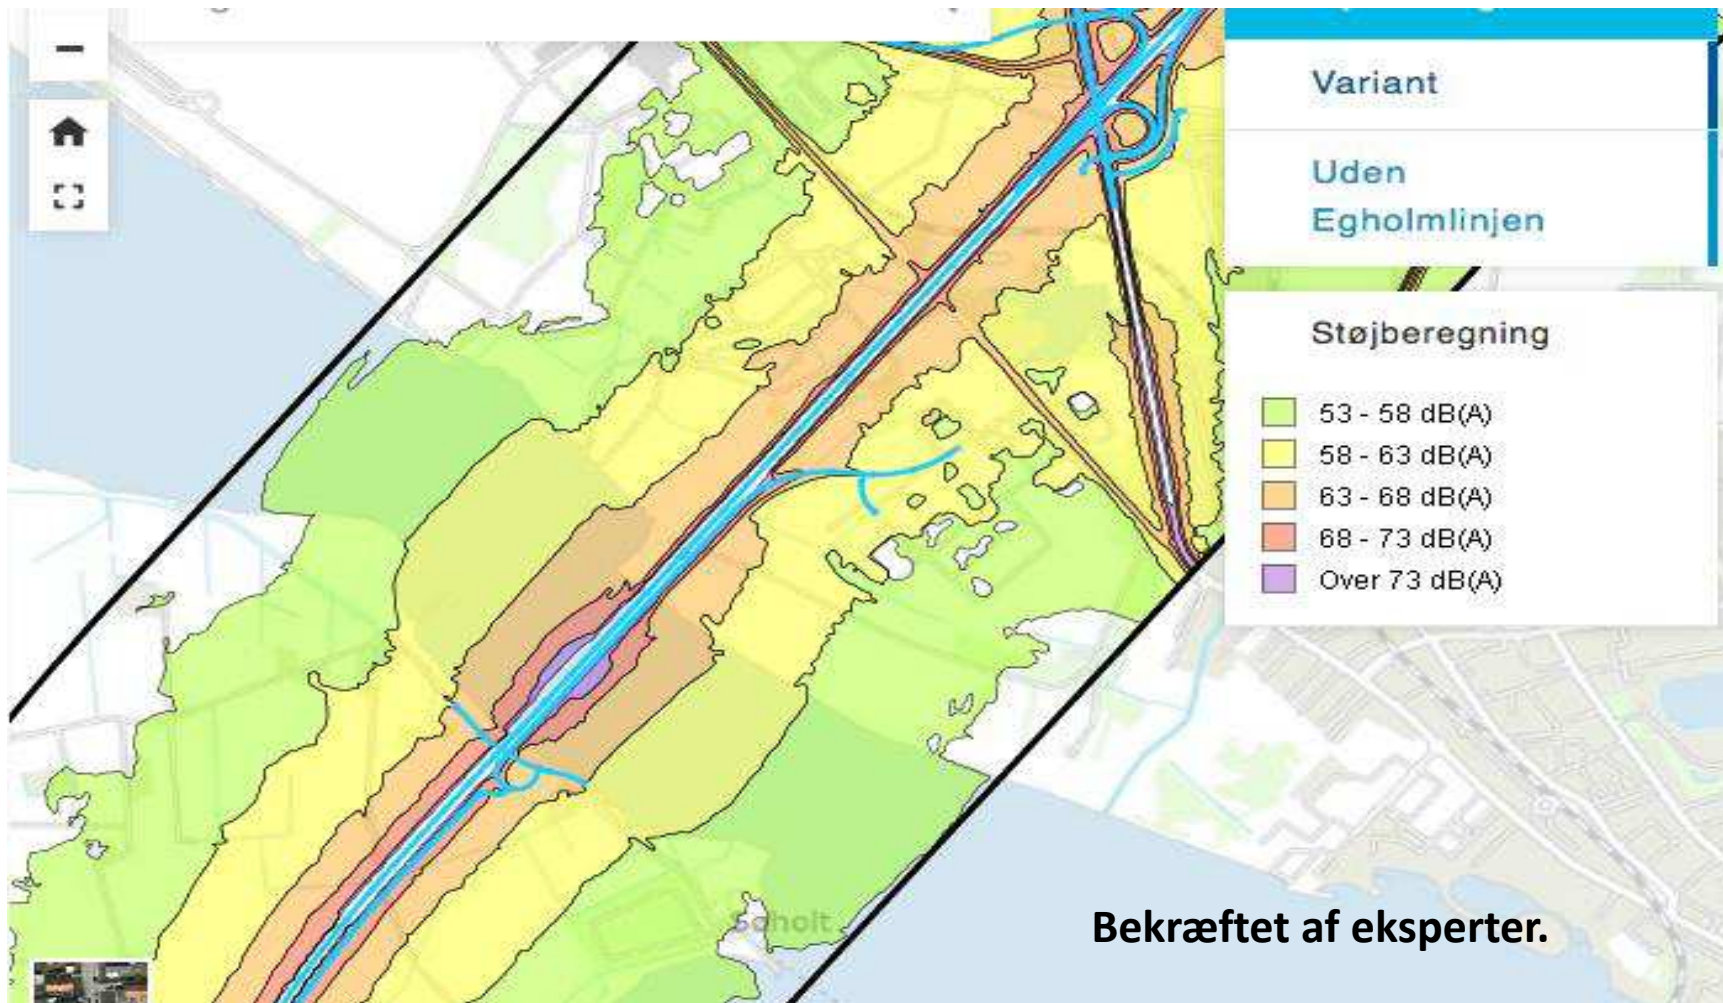 Variant
Uden
Egholmlinjen
Støjberegning
53 - 58 dB(A)
58 - 63 dB(A)
63 - 68 dB(A)
68 - 73 dB(A)
Over 73 dB(A)
Søholt
Bekræftet af eksperter.